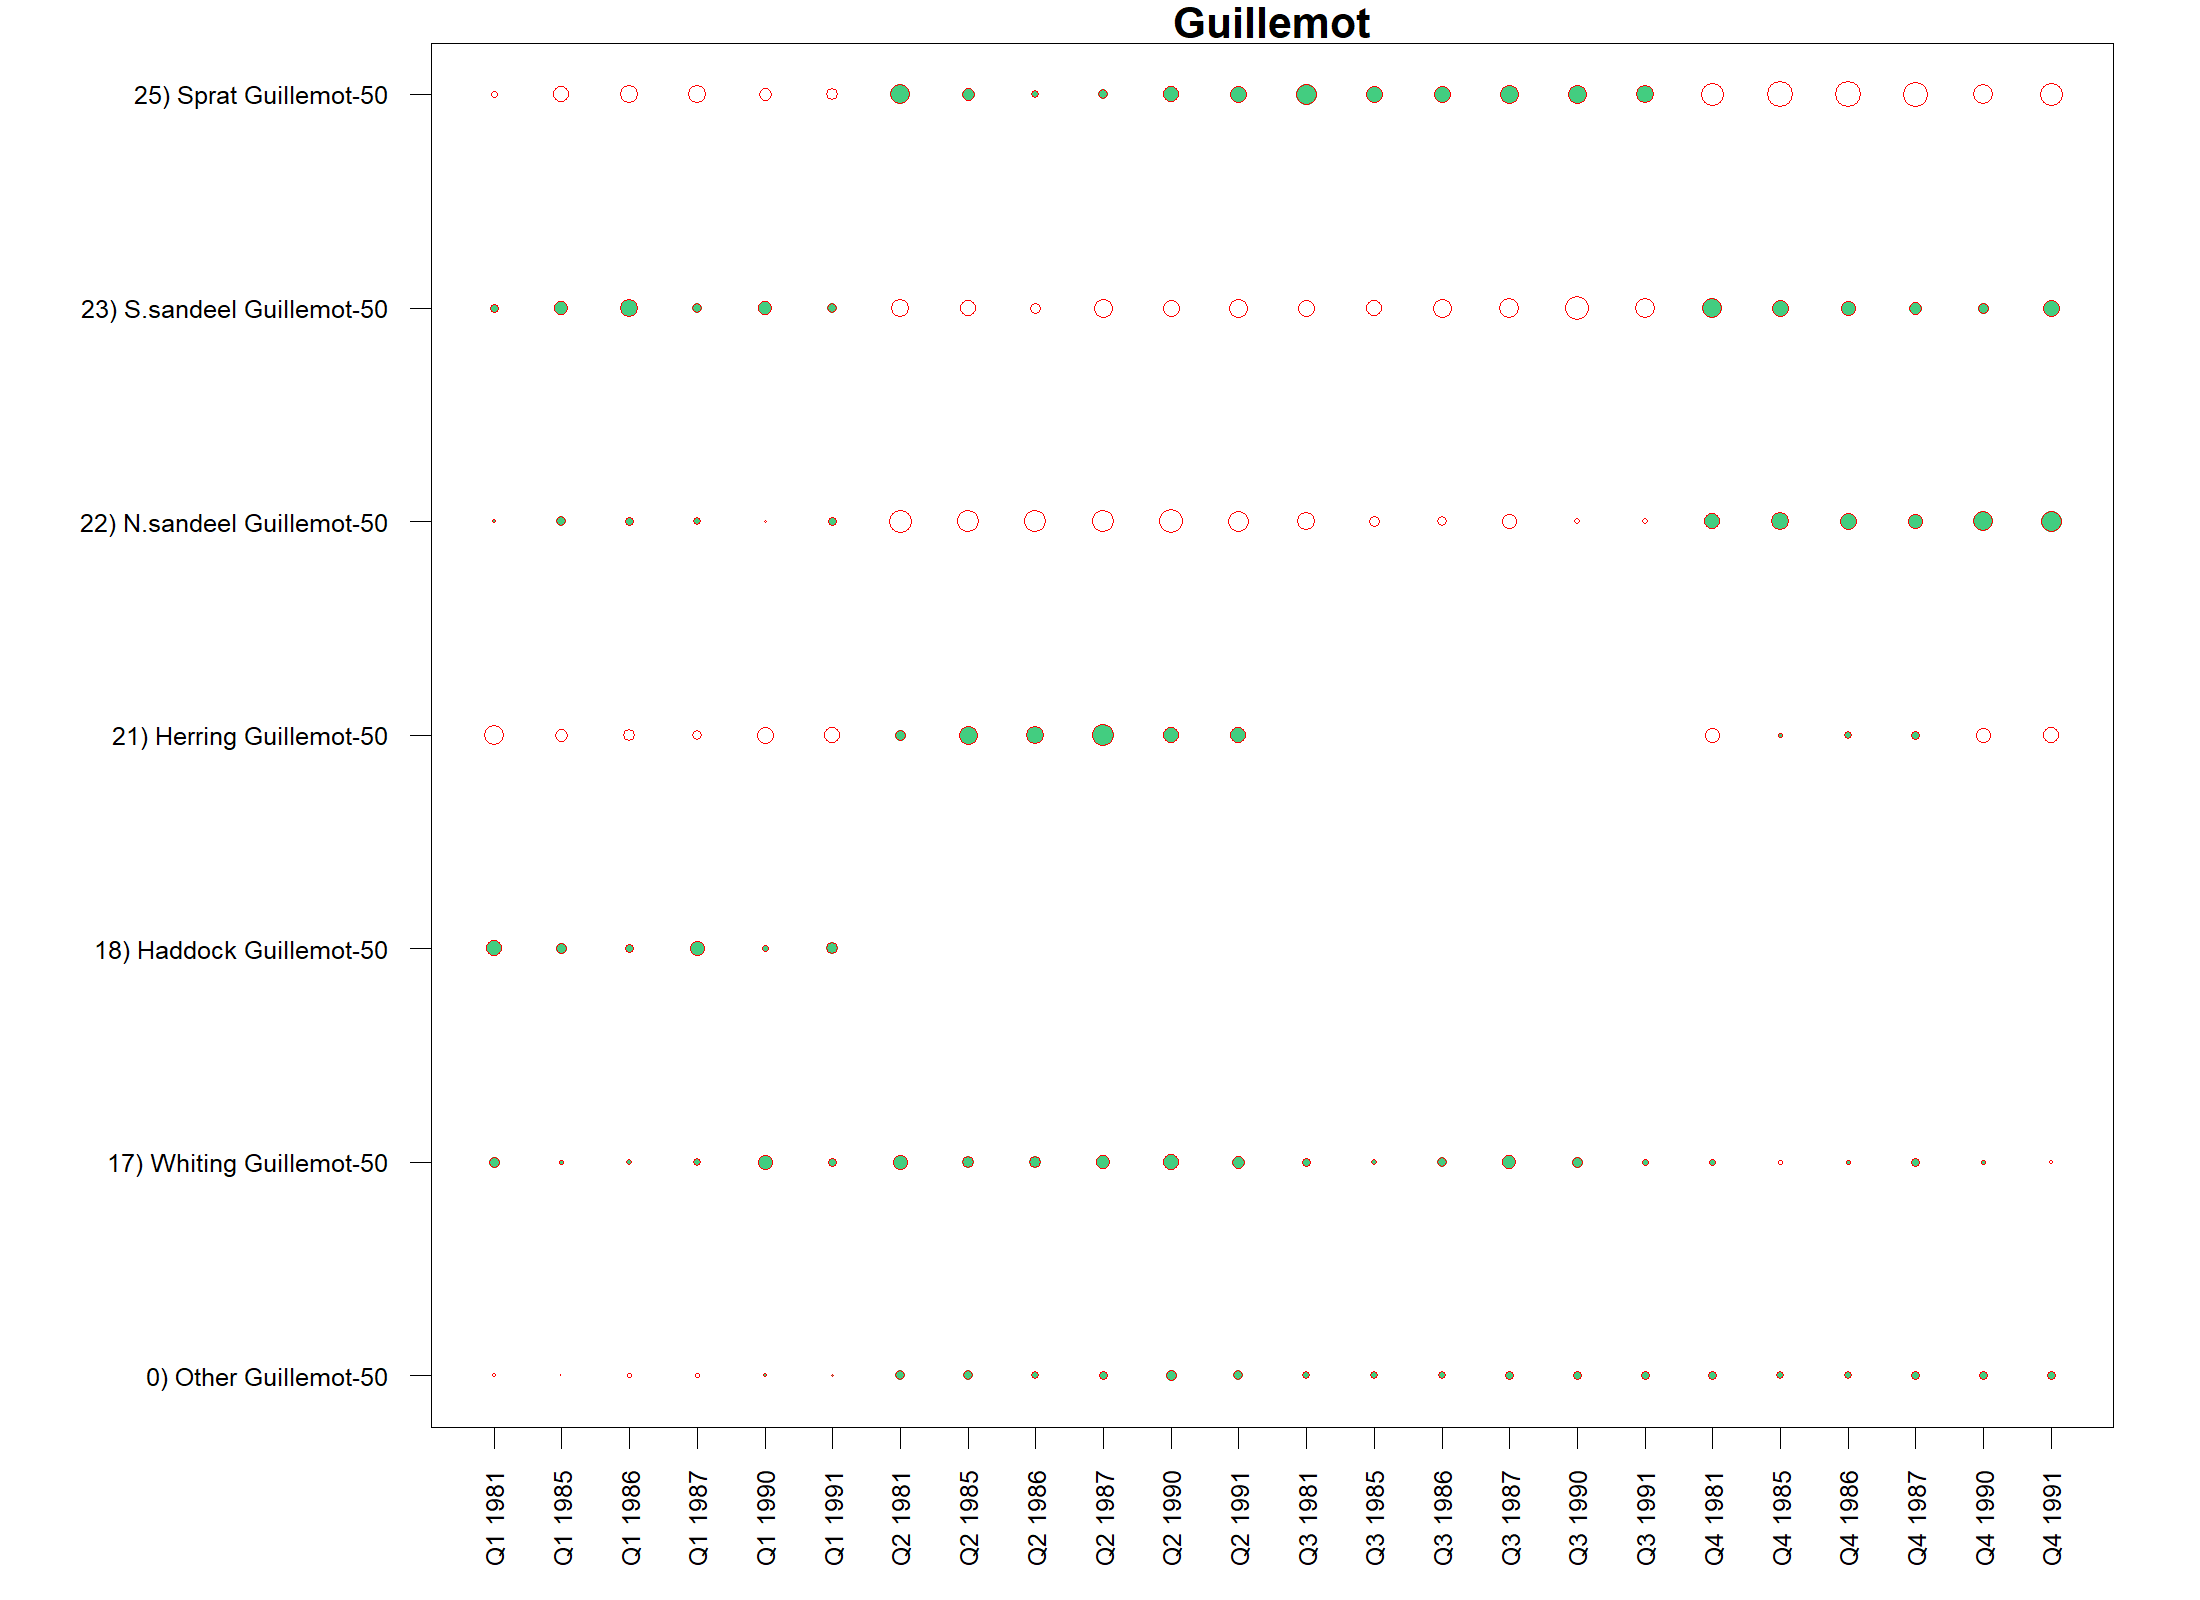 Guillemot
25) Sprat Guillemot-50
23) S.sandeel Guillemot-50
22) N.sandeel Guillemot-50
21) Herring Guillemot-50
18) Haddock Guillemot-50
17) Whiting Guillemot-50
0) Other Guillemot-50
Q1 1981
Q1 1985
Q1 1986
Q1 1987
Q1 1990
Q1 1991
Q2 1981
Q2 1985
Q2 1986
Q2 1987
Q2 1990
Q2 1991
Q3 1981
Q3 1985
Q3 1986
Q3 1987
Q3 1990
Q3 1991
Q4 1981
Q4 1985
Q4 1986
Q4 1987
Q4 1990
Q4 1991